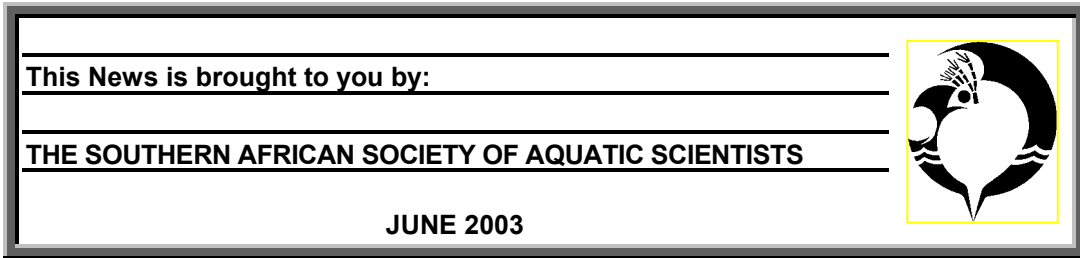 This News is brought to you by:
THE SOUTHERN AFRICAN SOCIETY OF AQUATIC SCIENTISTS
JUNE 2003